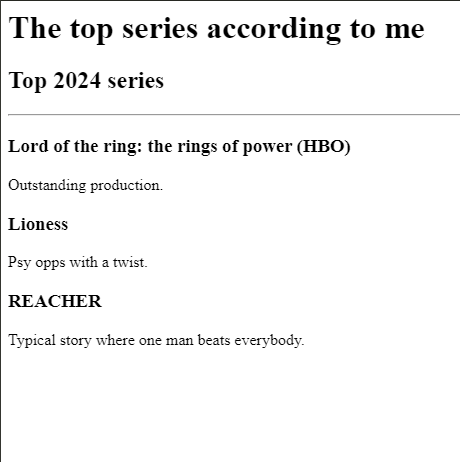 The top series according to me
Top 2024 series
Lord of the ring: the rings of power (HBO)
Outstanding production.
Lioness
Psy opps with a twist.
REACHER
Typical story where one man beats everybody.